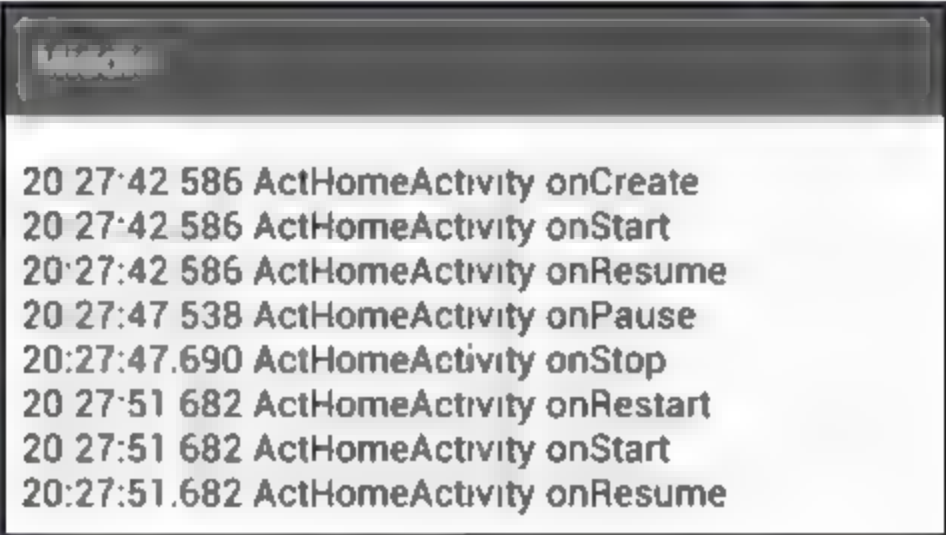 20 27:42 586 ActHomeActivity onCreate
20 27:42 586 ActHomeActivity onStart
20:27:42 586 ActHomeActivity onResume
20 27:47 538 ActHomeActivity onPause
20:27:47.690 ActHomeActivity onStop
20 27:51 682 ActHomeActivity onRestart
20 27:51 682 ActHomeActivity onStart
20:27:51.682 ActHomeActivity onResume